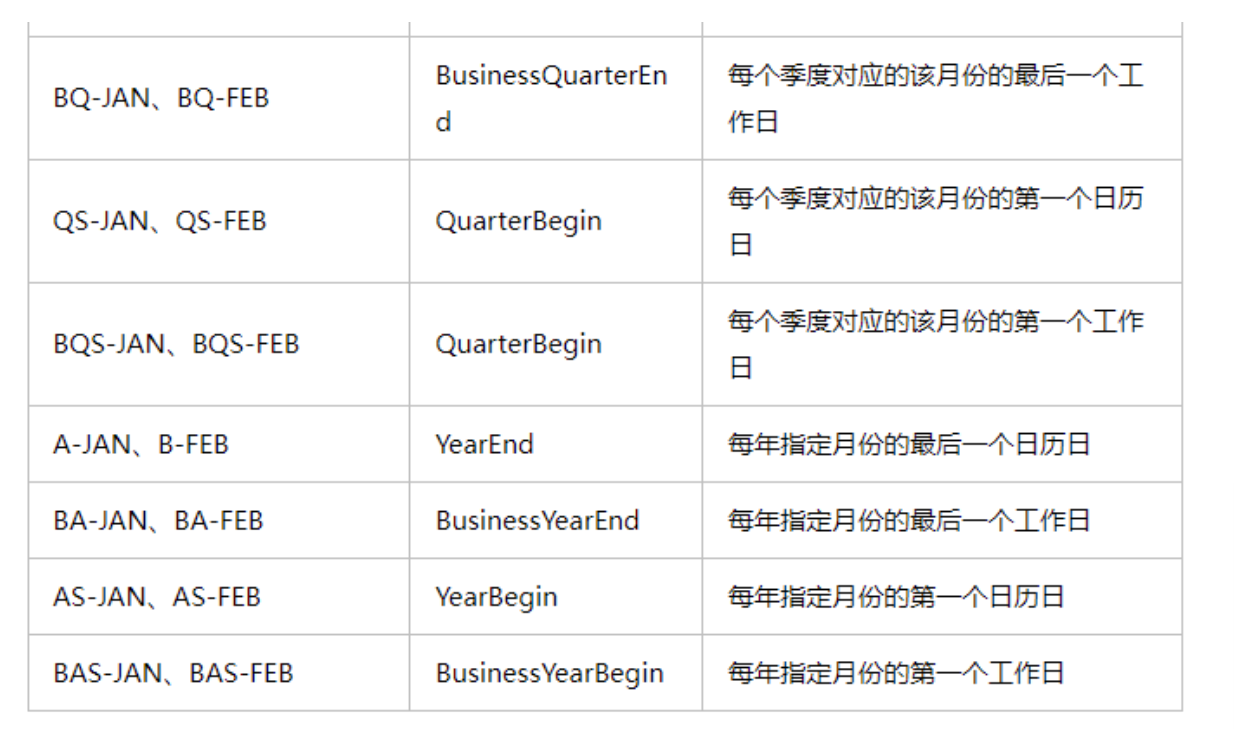 BQ-JAN、BQ-FEB
BusinessQuarterEn
d
每个季度对应的该月份的最后一个工
作日
QS-JAN、QS-FEB
QuarterBegin
每个季度对应的该月份的第一个日历
日
BQS-JAN、BQS-FEB
QuarterBegin
每个季度对应的该月份的第一个工作
日
A-JAN、B-FEB
YearEnd
每年指定月份的最后一个日历日
BA-JAN、BA-FEB
BusinessYearEnd
每年指定月份的最后一个工作日
AS-JAN、AS-FEB
YearBegin
每年指定月份的第一个日历日
BAS-JAN、BAS-FEB
BusinessYearBegin
每年指定月份的第一个工作日